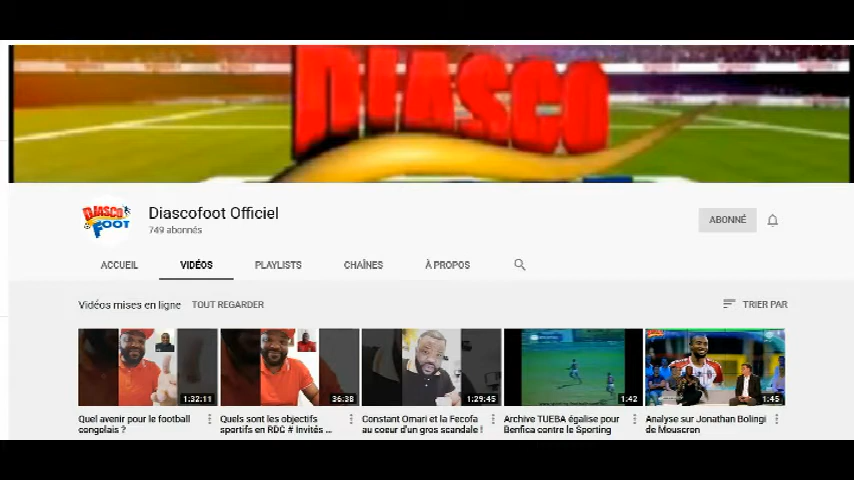 DIASCO
DIASCO
FOOT
Diascofoot Officiel
749 abonnés
ABONNÉ
ACCUEIL VIDÉOS PLAYLISTS CHAÎNES À PROPOS
Vidéos mises en ligne TOUT REGARDER TRIER PAR
1:32:11 36:38 1:29:45 1:42 1:45
Quel avenir pour le football
congolais ?
Quels sont les objectifs
sportifs en RDC # Invités ...
Constant Omari et la Fecofa
au coeur d'un gros scandale !
Archive TUEBA égalise pour
Benfica contre le Sporting
Analyse sur Jonathan Bolingi
de Mouscron